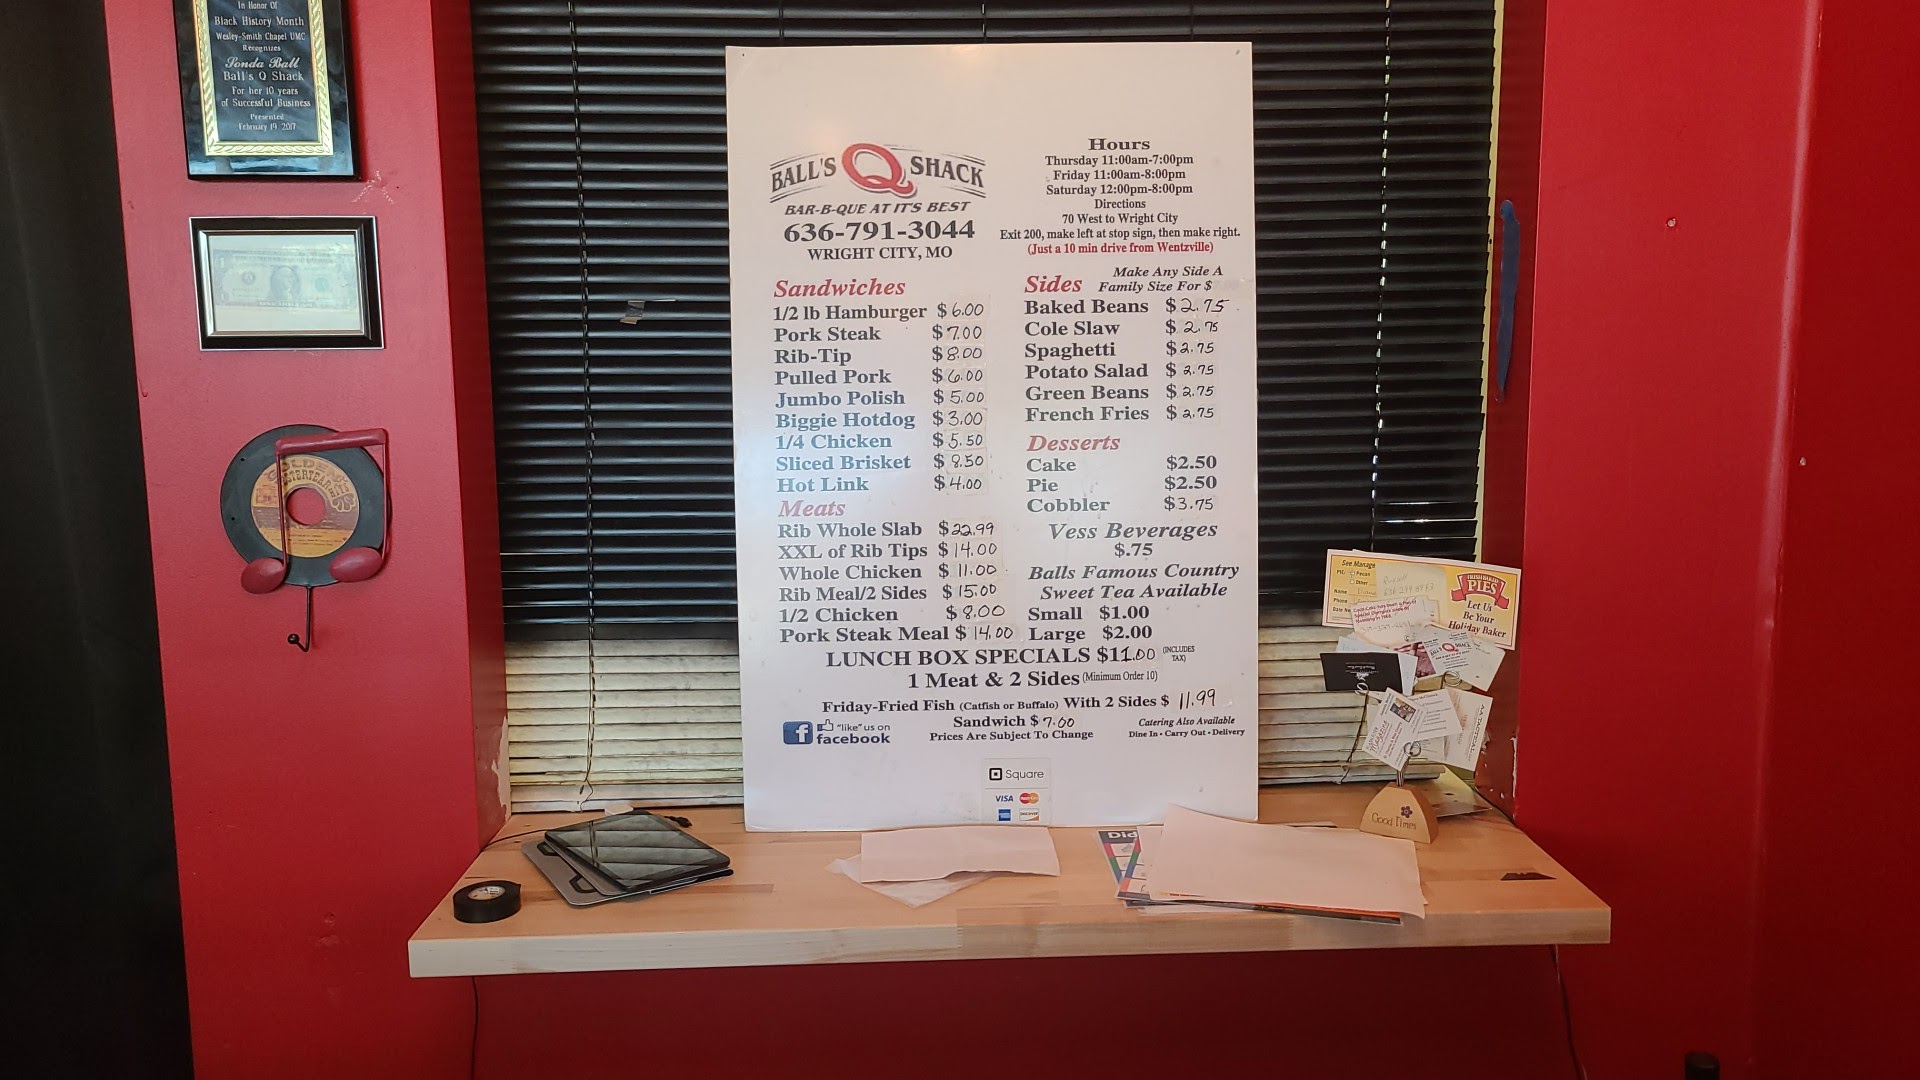 In Honor Of
Black History Month
Wesley-Smith Chapel UMC
Recognizes
Sonda Ball
Ball's Q Shack
For her 10 years
of Successful Business
Presented
February 19, 2017
BALL'S Q SHACK
BAR-B-QUE AT ITS BEST
636-791-3044
WRIGHT CITY, MO
Hours
Thursday 11:00am-7:00pm
Friday 11:00am-8:00pm
Saturday 12:00pm-8:00pm
Directions
70 West to Wright City
Exit 200, make left at stop sign, then make right.
(Just a 10 min drive from Wentzville)
Sandwiches
1/2 lb Hamburger $6.00
Pork Steak $7.00
Rib-Tip $8.00
Pulled Pork $6.00
Jumbo Polish $5.00
Biggie Hotdog $3.00
1/4 Chicken $5.50
Sliced Brisket $8.50
Hot Link $4.00
Meats
Rib Whole Slab $22.99
XXL of Rib Tips $14.00
Whole Chicken $11.00
Rib Meal/2 Sides $15.00
1/2 Chicken $8.00
Pork Steak Meal $14.00
Sides Make Any Side A
Family Size For $
Baked Beans $2.75
Cole Slaw $2.75
Spaghetti $2.75
Potato Salad $2.75
Green Beans $2.75
French Fries $2.75
Desserts
Cake $2.50
Pie $2.50
Cobbler $3.75
Vess Beverages
$.75
Balls Famous Country
Sweet Tea Available
Small $1.00
Large $2.00
LUNCH BOX SPECIALS $11.00 (INCLUDES TAX)
1 Meat & 2 Sides (Minimum Order 10)
Friday-Fried Fish (Catfish or Buffalo) With 2 Sides $11.99
Sandwich $7.00
Prices Are Subject To Change
f "like" us on
facebook
Catering Also Available
Dine In • Carry Out • Delivery
Square
VISA
DISCOVER
See Manage
Pecan
Other
Name
Phone
PIES
Let Us
Be Your
Holiday Baker
BALL'S Q SHACK
Good Times